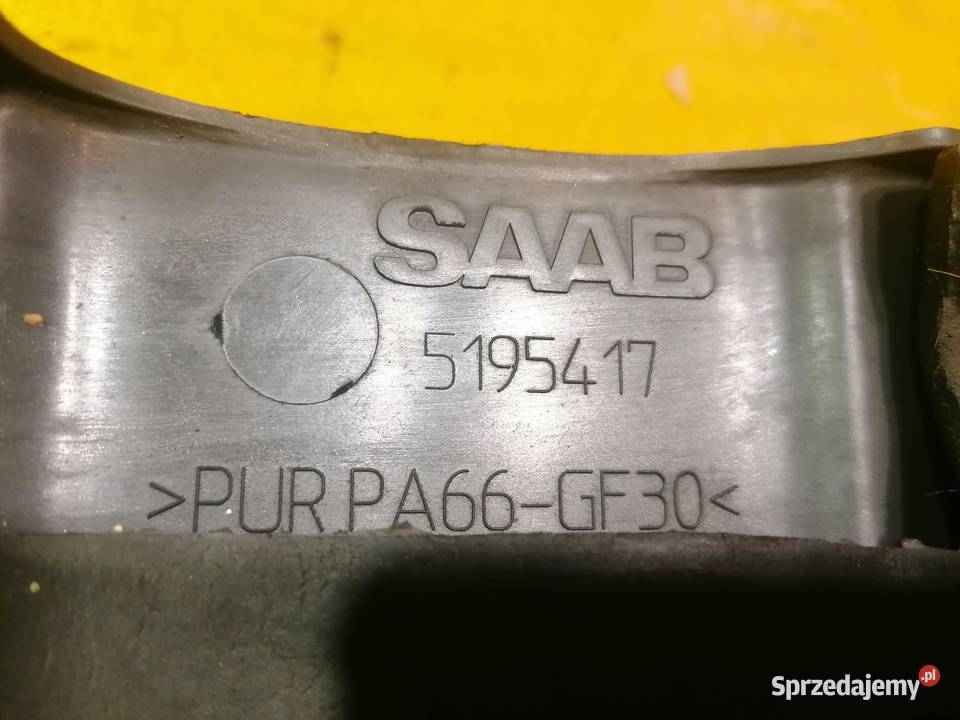 SAAB
5195417
>PUR PA66-GF30<
Sprzedajemy.pl